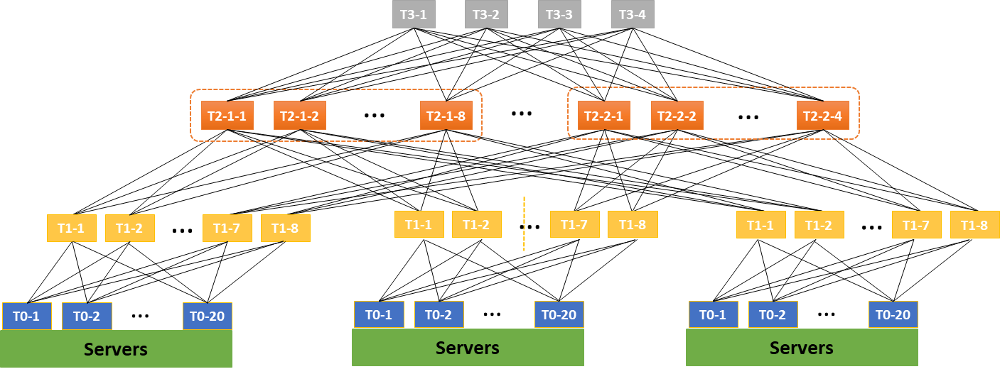 T3-1 T3-2 T3-3 T3-4
T2-1-1 T2-1-2 ... T2-1-8 ... T2-2-1 T2-2-2 ... T2-2-4
T1-1 T1-2 ... T1-7 T1-8 T1-1 T1-2 ... T1-7 T1-8 T1-1 T1-2 ... T1-7 T1-8
T0-1 T0-2 ... T0-20 T0-1 T0-2 ... T0-20 T0-1 T0-2 ... T0-20
Servers Servers Servers